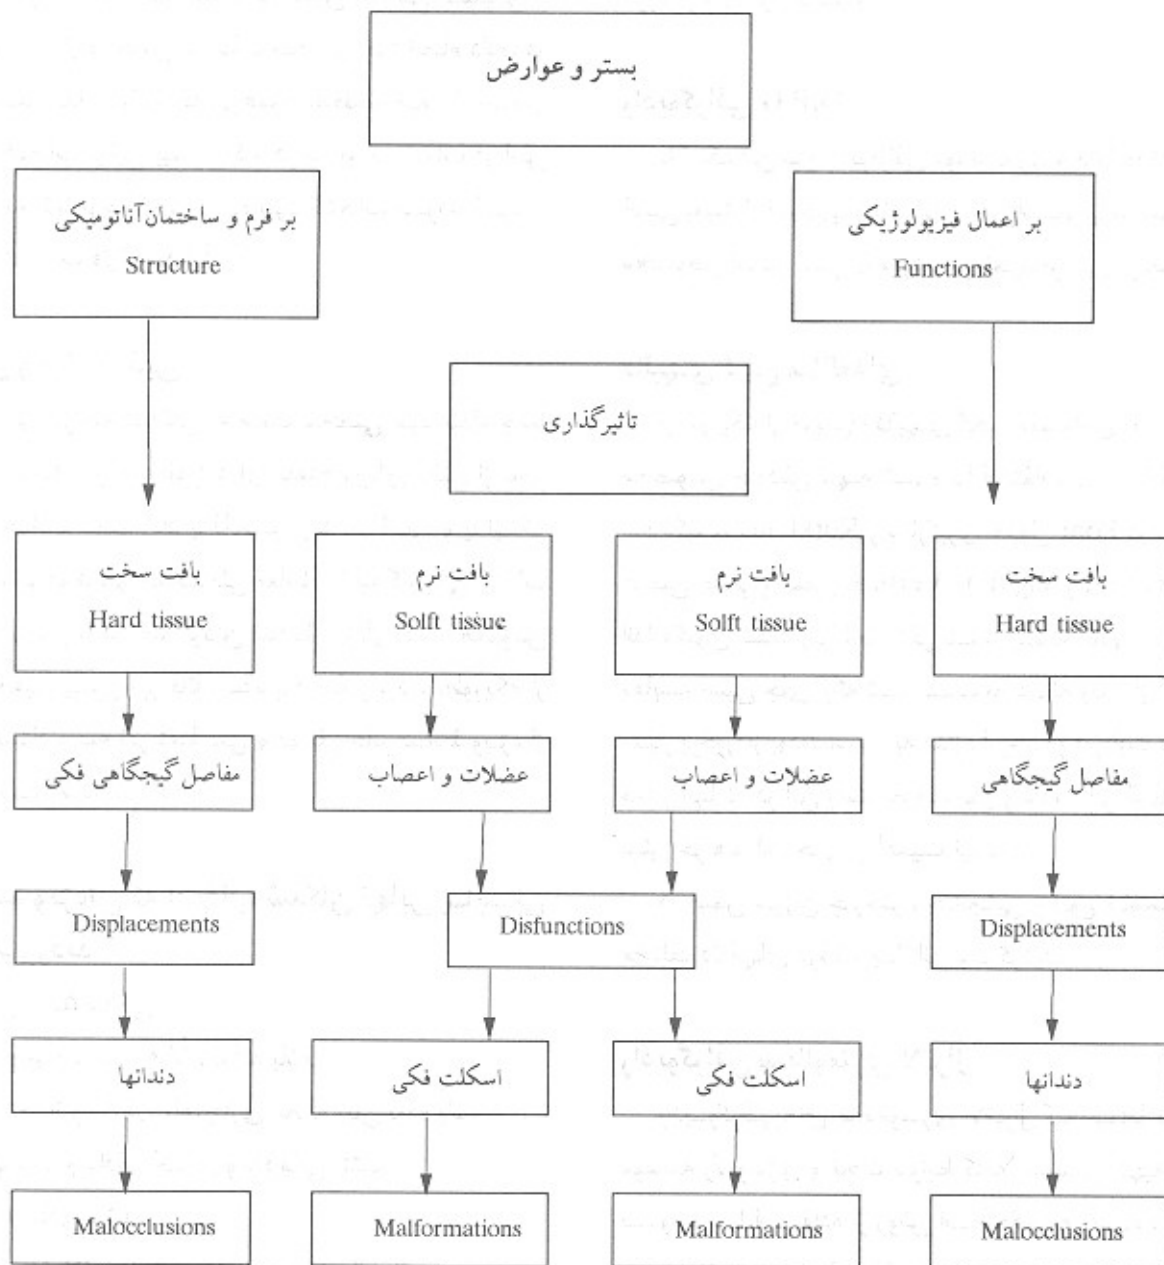 بستر و عوارض
بر فرم و ساختمان آناتومیکی
Structure
بر اعمال فیزیولوژیکی
Functions
تاثیرگذاری
بافت سخت
Hard tissue
بافت نرم
Solft tissue
بافت نرم
Solft tissue
بافت سخت
Hard tissue
مفاصل گیجگاهی فکی
عضلات و اعصاب
عضلات و اعصاب
مفاصل گیجگاهی
Displacements
Disfunctions
Displacements
دندانها
اسکلت فکی
اسکلت فکی
دندانها
Malocclusions
Malformations
Malformations
Malocclusions